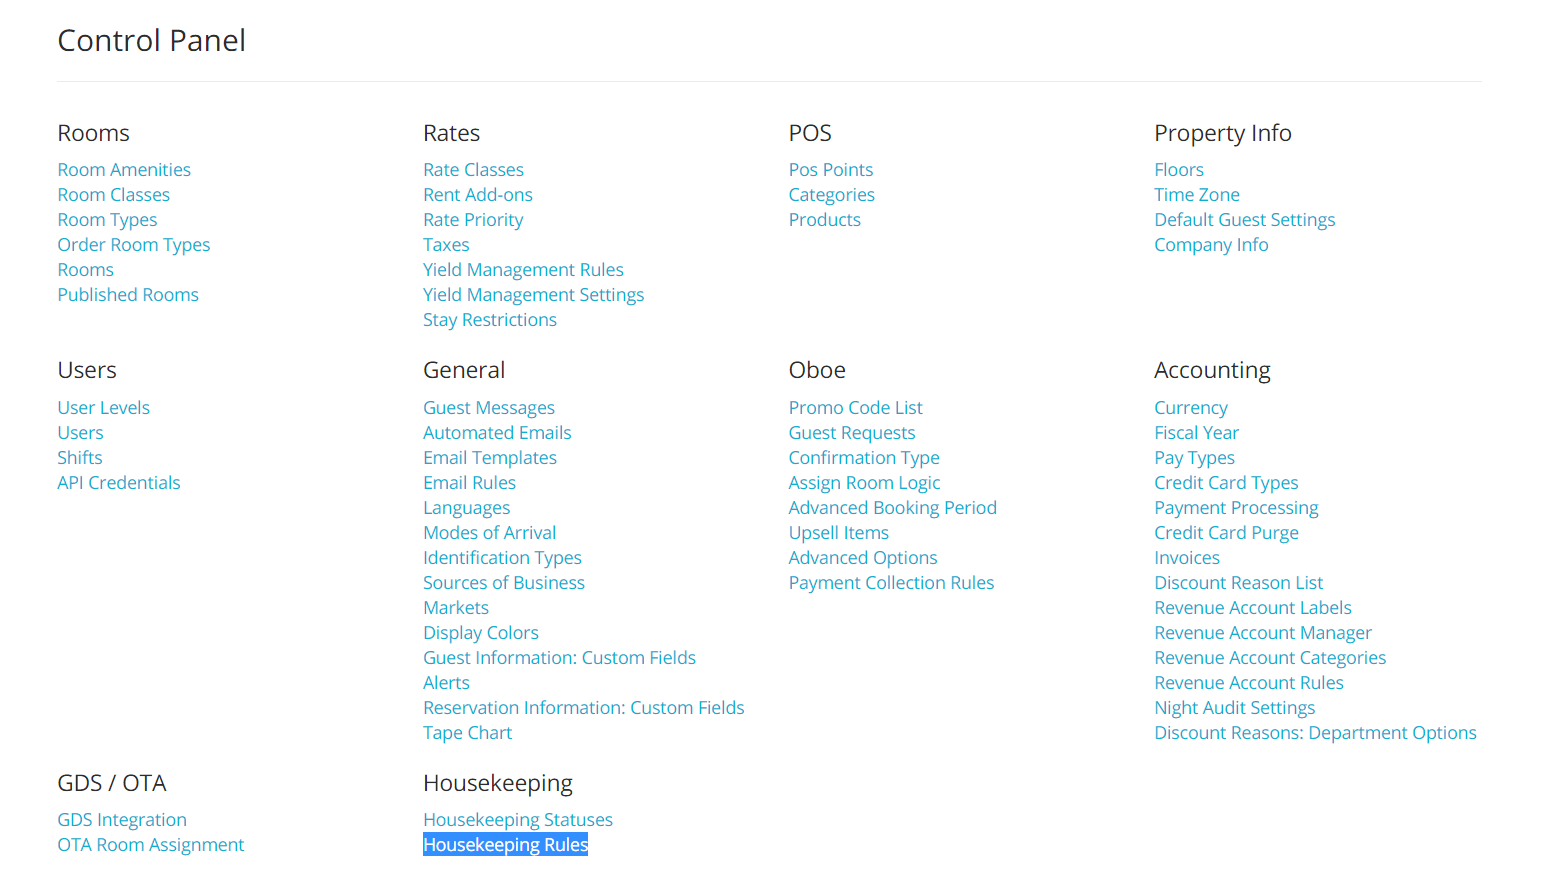 Control Panel
Rooms
Room Amenities
Room Classes
Room Types
Order Room Types
Rooms
Published Rooms
Rates
Rate Classes
Rent Add-ons
Rate Priority
Taxes
Yield Management Rules
Yield Management Settings
Stay Restrictions
POS
Pos Points
Categories
Products
Property Info
Floors
Time Zone
Default Guest Settings
Company Info
Users
User Levels
Users
Shifts
API Credentials
General
Guest Messages
Automated Emails
Email Templates
Email Rules
Languages
Modes of Arrival
Identification Types
Sources of Business
Markets
Display Colors
Guest Information: Custom Fields
Alerts
Reservation Information: Custom Fields
Tape Chart
Oboe
Promo Code List
Guest Requests
Confirmation Type
Assign Room Logic
Advanced Booking Period
Upsell Items
Advanced Options
Payment Collection Rules
Accounting
Currency
Fiscal Year
Pay Types
Credit Card Types
Payment Processing
Credit Card Purge
Invoices
Discount Reason List
Revenue Account Labels
Revenue Account Manager
Revenue Account Categories
Revenue Account Rules
Night Audit Settings
Discount Reasons: Department Options
GDS / OTA
GDS Integration
OTA Room Assignment
Housekeeping
Housekeeping Statuses
Housekeeping Rules